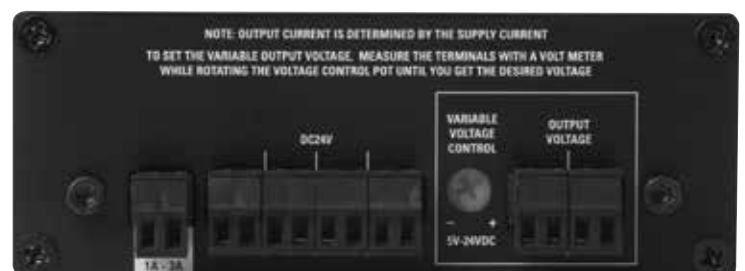 NOTE: OUTPUT CURRENT IS DETERMINED BY THE SUPPLY CURRENT
TO SET THE VARIABLE OUTPUT VOLTAGE, MEASURE THE TERMINALS WITH A VOLT METER
WHILE ROTATING THE VOLTAGE CONTROL POT UNTIL YOU GET THE DESIRED VOLTAGE
DC24V
VARIABLE
VOLTAGE
CONTROL
OUTPUT
VOLTAGE
- +
5V-24VDC
1A - 3A